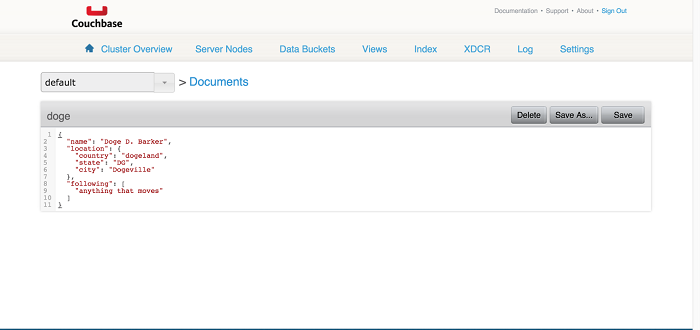 Couchbase
Documentation • Support • About • Sign Out
Cluster Overview Server Nodes Data Buckets Views Index XDCR Log Settings
default > Documents
doge Delete Save As... Save
1 {
2 "name": "Doge D. Barker",
3 "location": {
4 "country": "dogeland",
5 "state": "DG",
6 "city": "Dogeville"
7 },
8 "following": [
9 "anything that moves"
10 ]
11 }